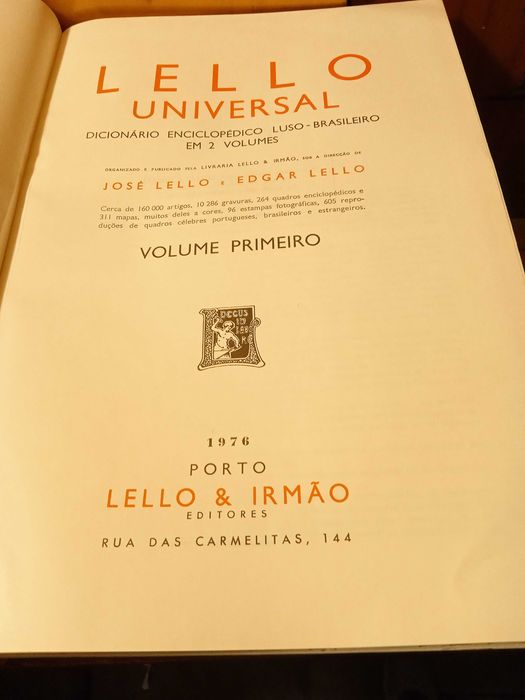 LELLO
UNIVERSAL
DICIONÁRIO ENCICLOPÉDICO LUSO-BRASILEIRO
EM 2 VOLUMES
ORGANIZADO E PUBLICADO PELA LIVRARIA LELLO & IRMÃO, SOB A DIRECÇÃO DE
JOSÉ LELLO E EDGAR LELLO
Cerca de 160 000 artigos, 10 286 gravuras, 264 quadros enciclopédicos e
311 mapas, muitos deles a cores, 96 estampas fotográficas, 605 repro-
duções de quadros célebres portugueses, brasileiros e estrangeiros.
VOLUME PRIMEIRO
DECUS
IN
LABO
R
1976
PORTO
LELLO & IRMÃO
EDITORES
RUA DAS CARMELITAS, 144